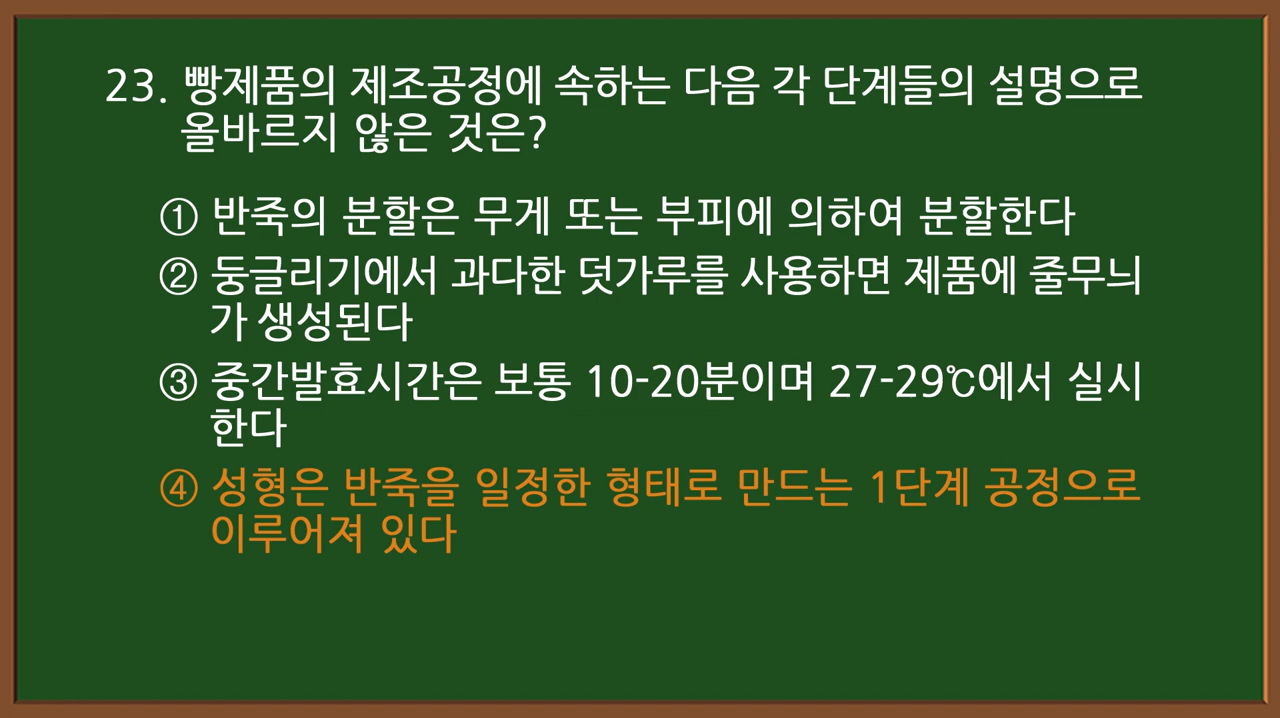 23. 빵제품의 제조공정에 속하는 다음 각 단계들의 설명으로
올바르지 않은 것은?
① 반죽의 분할은 무게 또는 부피에 의하여 분할한다
② 둥글리기에서 과다한 덧가루를 사용하면 제품에 줄무늬
가 생성된다
③ 중간발효시간은 보통 10-20분이며 27-29℃에서 실시
한다
④ 성형은 반죽을 일정한 형태로 만드는 1단계 공정으로
이루어져 있다